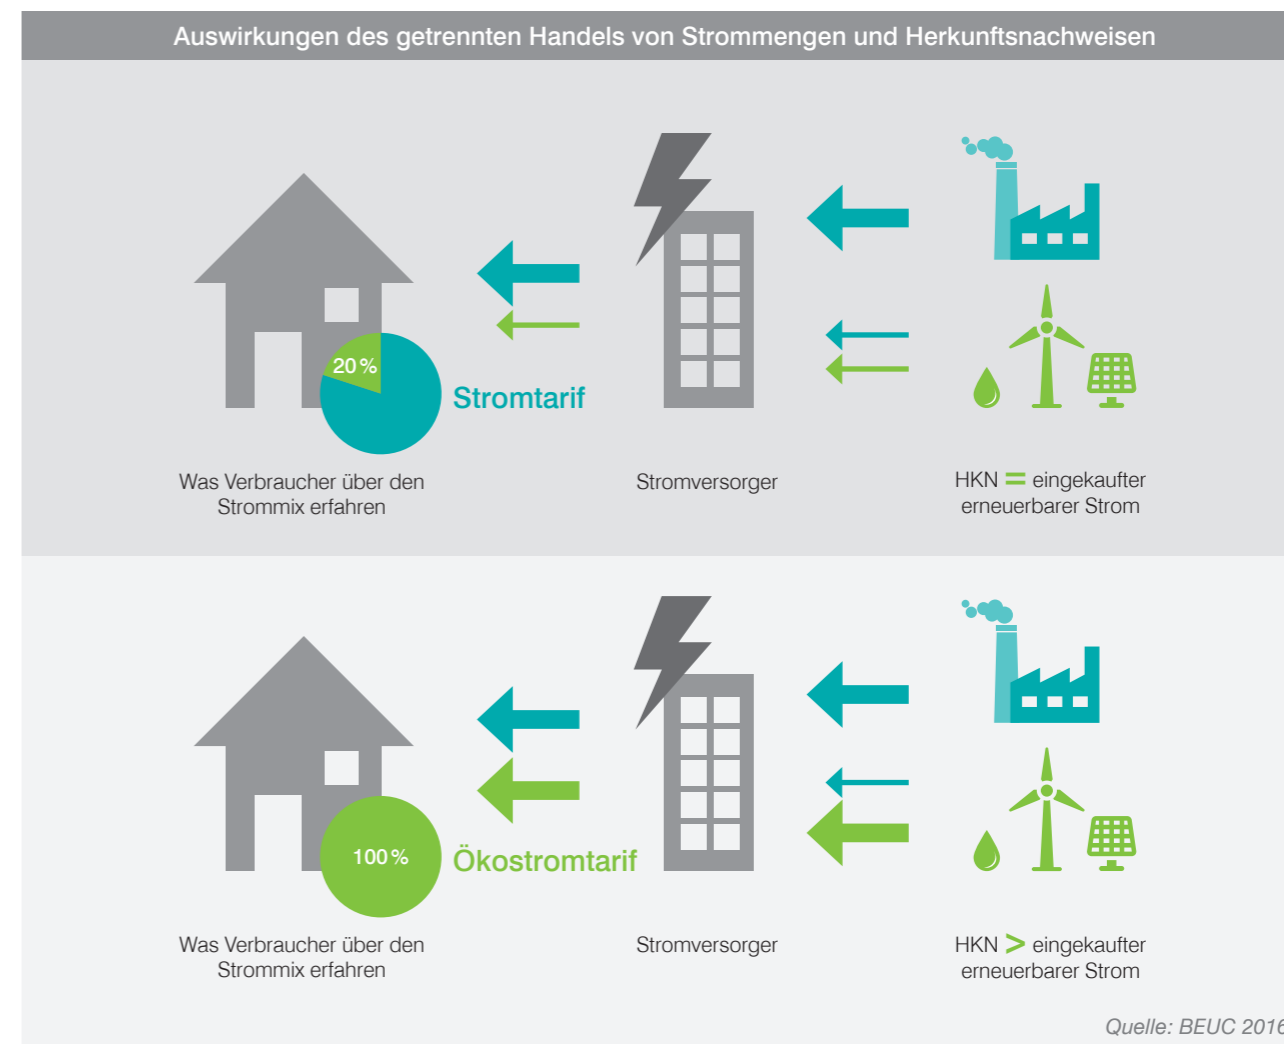 Auswirkungen des getrennten Handels von Strommengen und Herkunftsnachweisen
20 %
Stromtarif
Was Verbraucher über den
Strommix erfahren
Stromversorger
HKN = eingekaufter
erneuerbarer Strom
100 %
Ökostromtarif
Was Verbraucher über den
Strommix erfahren
Stromversorger
HKN > eingekaufter
erneuerbarer Strom
Quelle: BEUC 2016